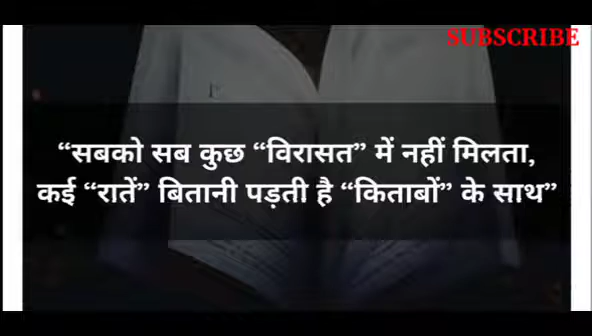 SUBSCRIBE
“सबको सब कुछ “विरासत” में नहीं मिलता,
कई “रातें” बितानी पड़ती है “किताबों” के साथ”